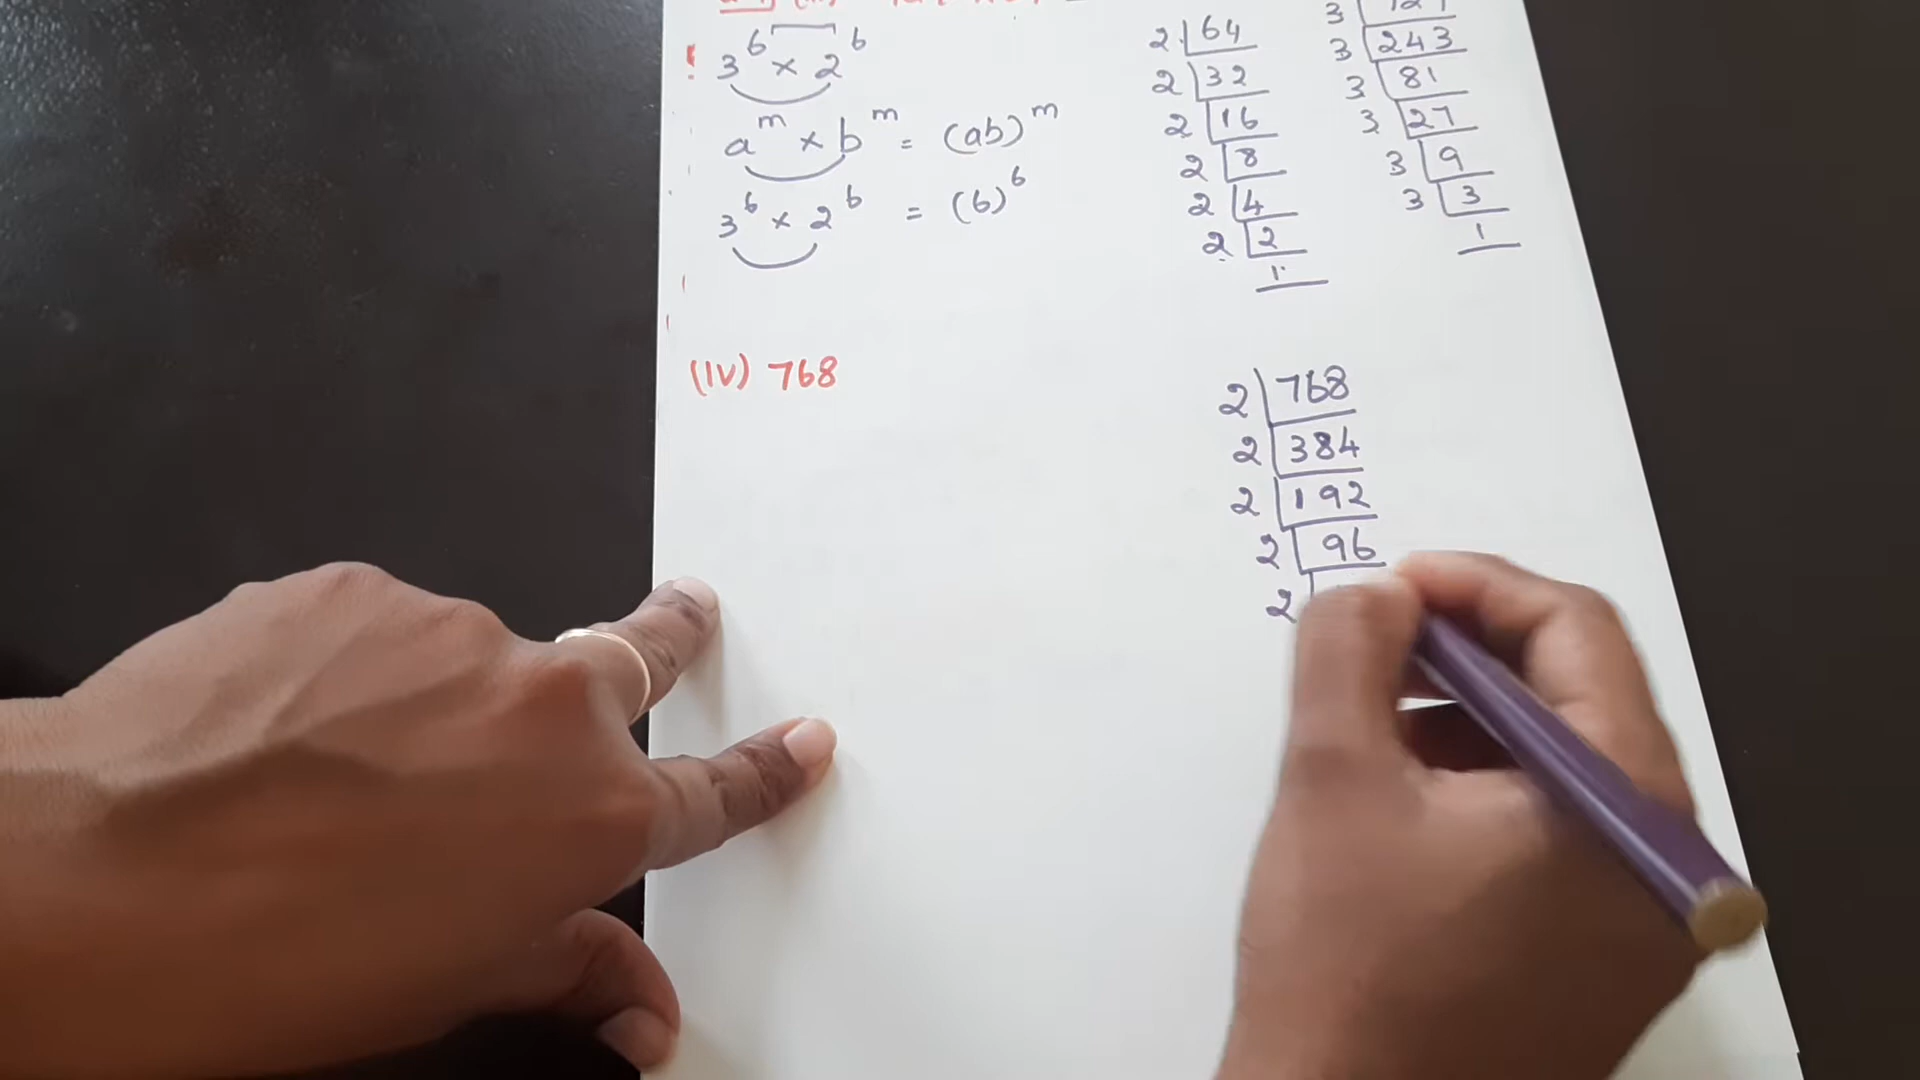 3⁶ × 2⁶
aᵐ × bᵐ = (ab)ᵐ
3⁶ × 2⁶ = (6)⁶
2 | 64
2 | 32
2 | 16
2 | 8
2 | 4
2 | 2
1
3
3 | 243
3 | 81
3 | 27
3 | 9
3 | 3
1
(IV) 768
2 | 768
2 | 384
2 | 192
2 | 96
2